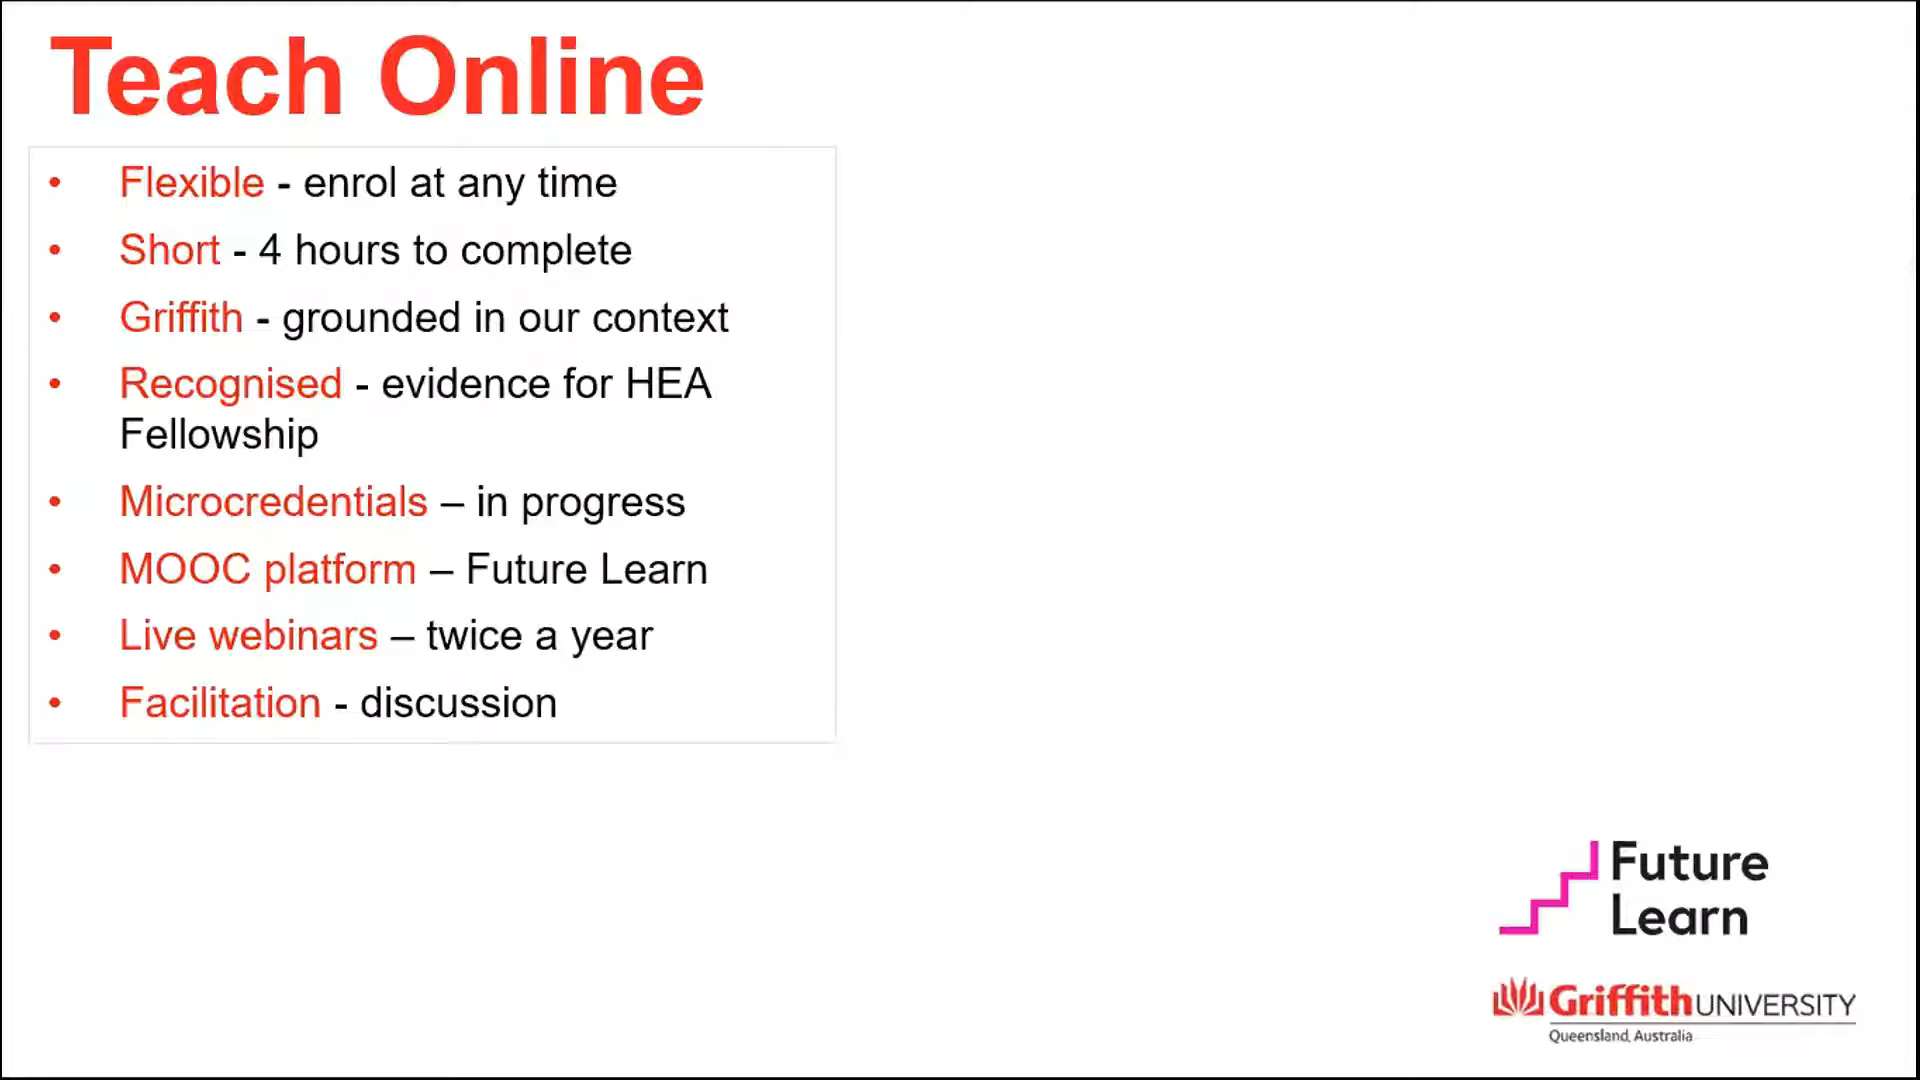 Teach Online
• Flexible - enrol at any time
• Short - 4 hours to complete
• Griffith - grounded in our context
• Recognised - evidence for HEA
Fellowship
• Microcredentials – in progress
• MOOC platform – Future Learn
• Live webinars – twice a year
• Facilitation - discussion
Future
Learn
Griffith UNIVERSITY
Queensland, Australia